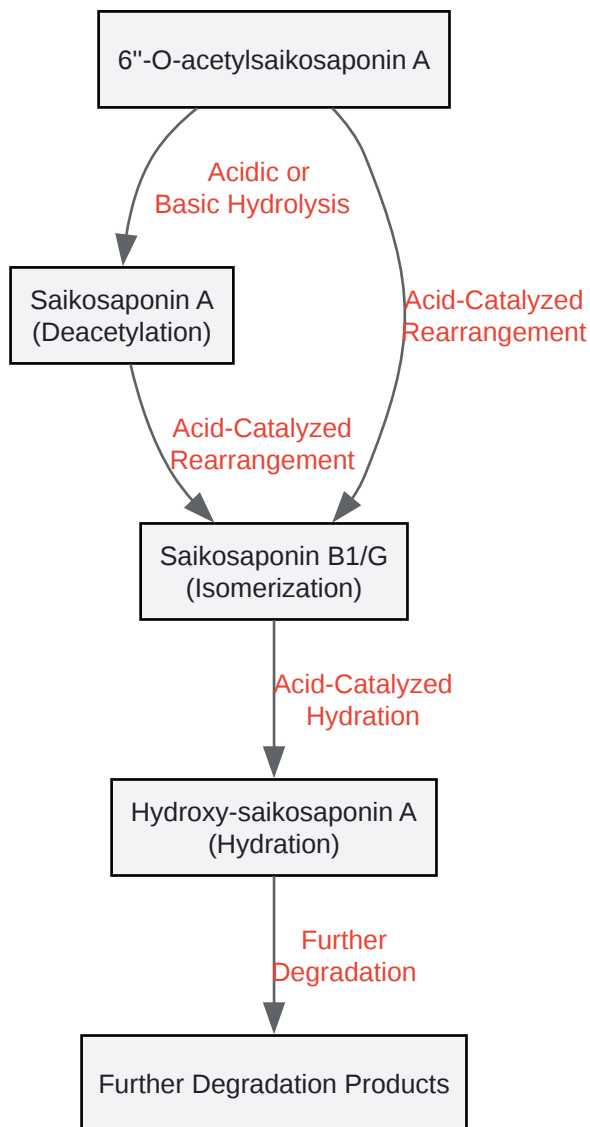 6"-O-acetylsaikosaponin A
Acidic or
Basic Hydrolysis
Saikosaponin A
(Deacetylation)
Acid-Catalyzed
Rearrangement
Acid-Catalyzed
Rearrangement
Saikosaponin B1/G
(Isomerization)
Acid-Catalyzed
Hydration
Hydroxy-saikosaponin A
(Hydration)
Further
Degradation
Further Degradation Products